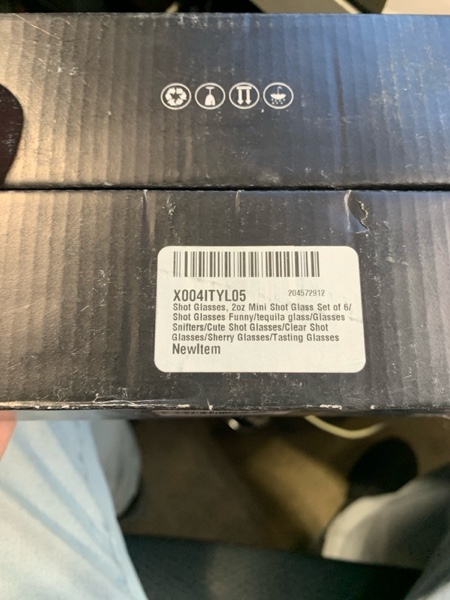 X004ITYL05 204572912
Shot Glasses, 2oz Mini Shot Glass Set of 6/
Shot Glasses Funny/tequila glass/Glasses
Snifters/Cute Shot Glasses/Clear Shot
Glasses/Sherry Glasses/Tasting Glasses
NewItem